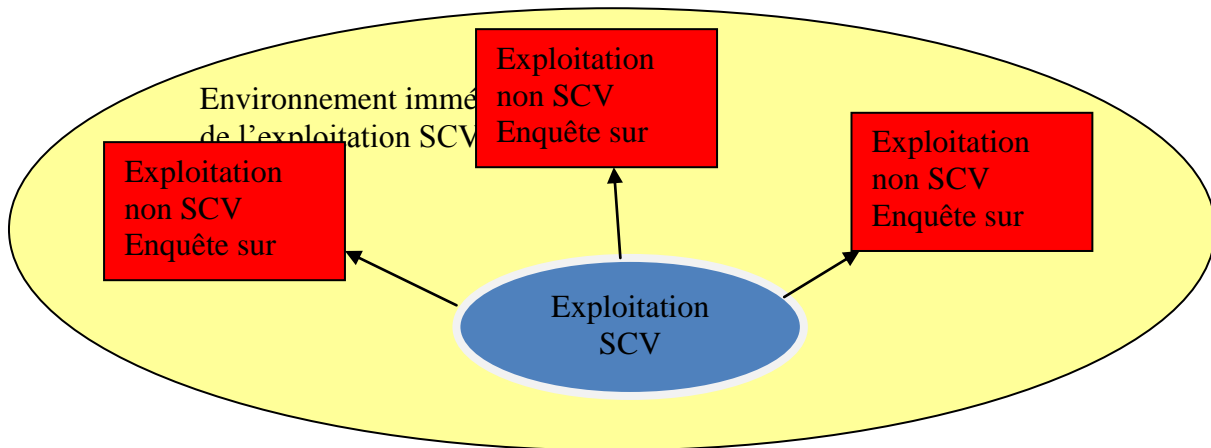 Environnement immé
de l'exploitation SCV
Exploitation
non SCV
Enquête sur
Exploitation
non SCV
Enquête sur
Exploitation
non SCV
Enquête sur
Exploitation
SCV